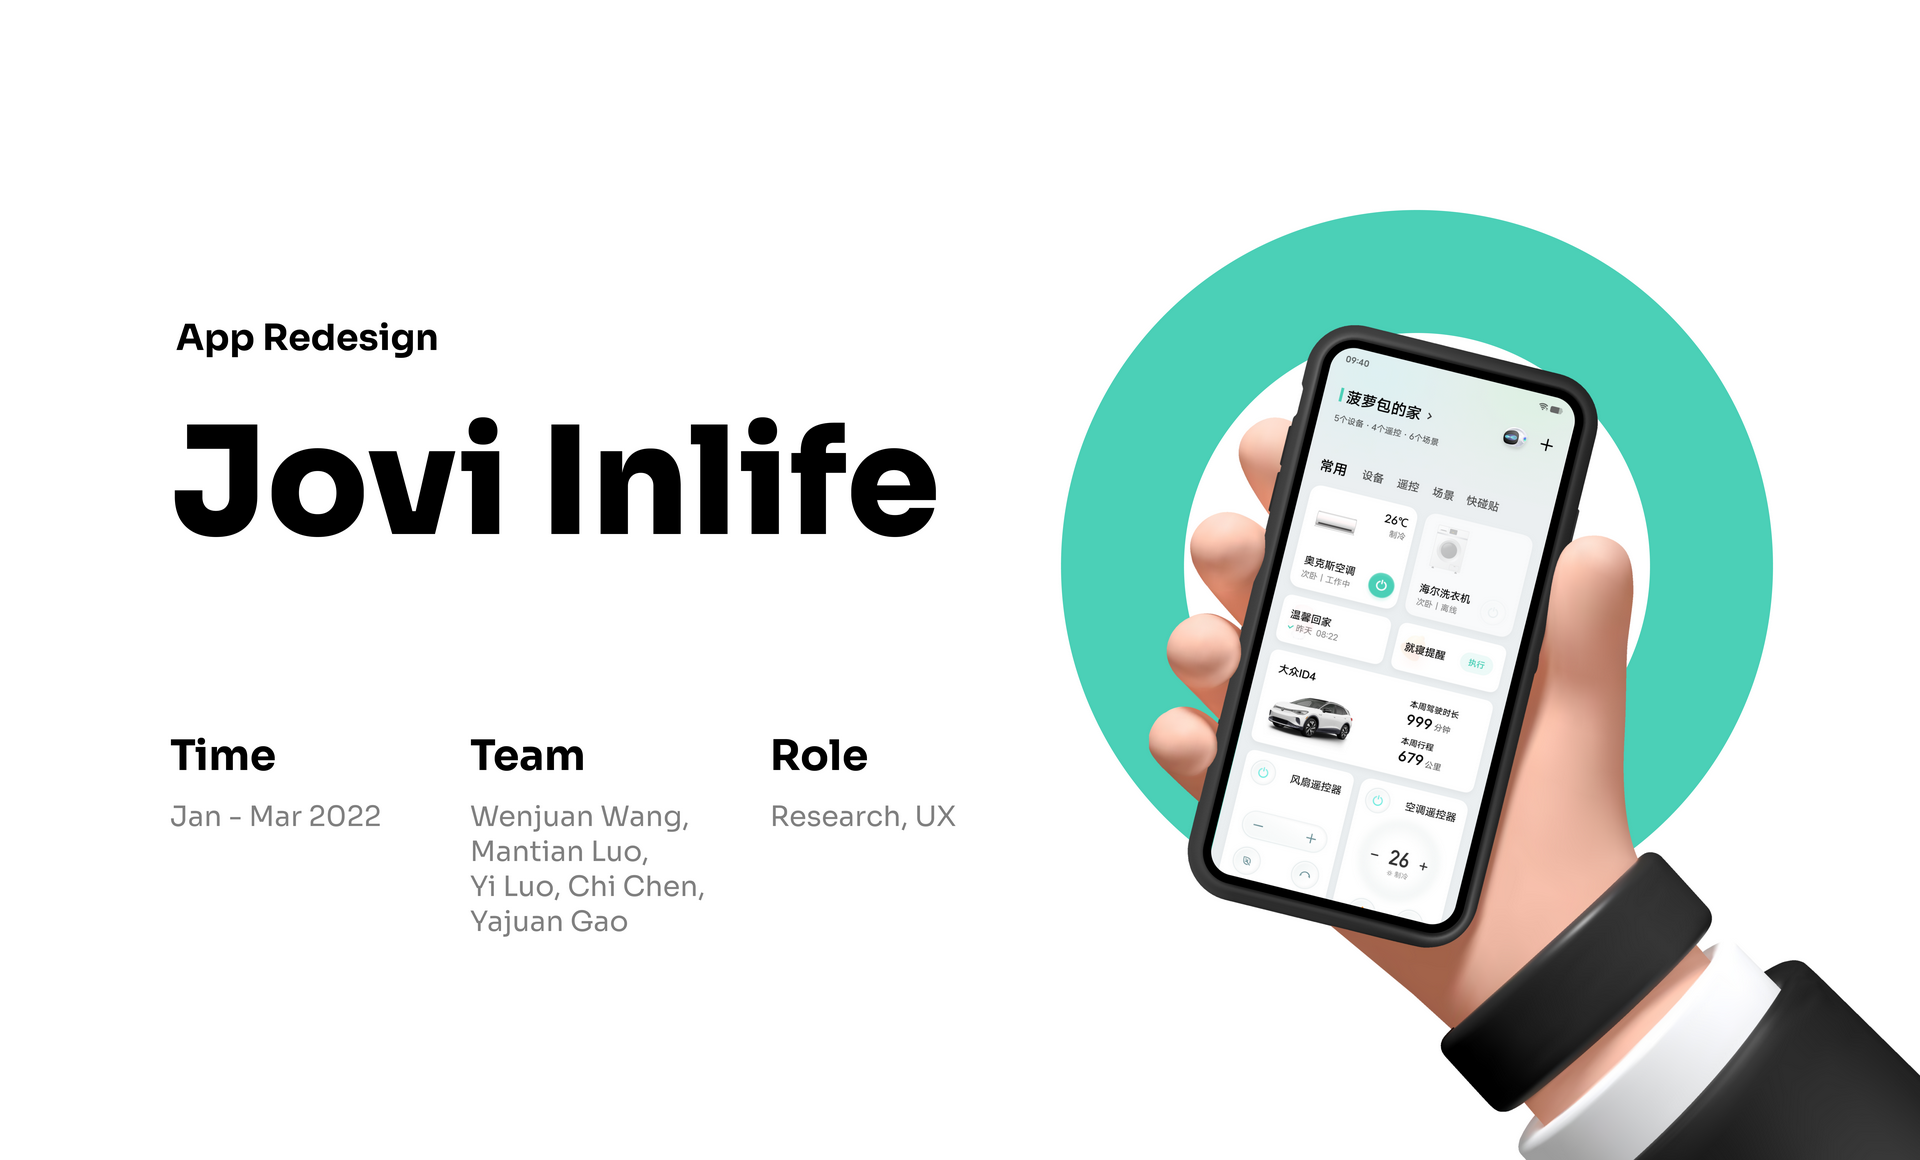 App Redesign
Jovi Inlife
Time
Jan - Mar 2022
Team
Wenjuan Wang,
Mantian Luo,
Yi Luo, Chi Chen,
Yajuan Gao
Role
Research, UX
09:40
菠萝包的家 ›
5个设备 · 4个遥控 · 6个场景
常用 设备 遥控 场景 快碰贴
26℃
制冷
奥克斯空调
次卧 | 工作中
海尔洗衣机
次卧 | 离线
温馨回家
昨天 08:22
就寝提醒
执行
大众ID4
本周驾驶时长
999 分钟
本周行程
679 公里
风扇遥控器
− +
空调遥控器
− 26 +
制冷